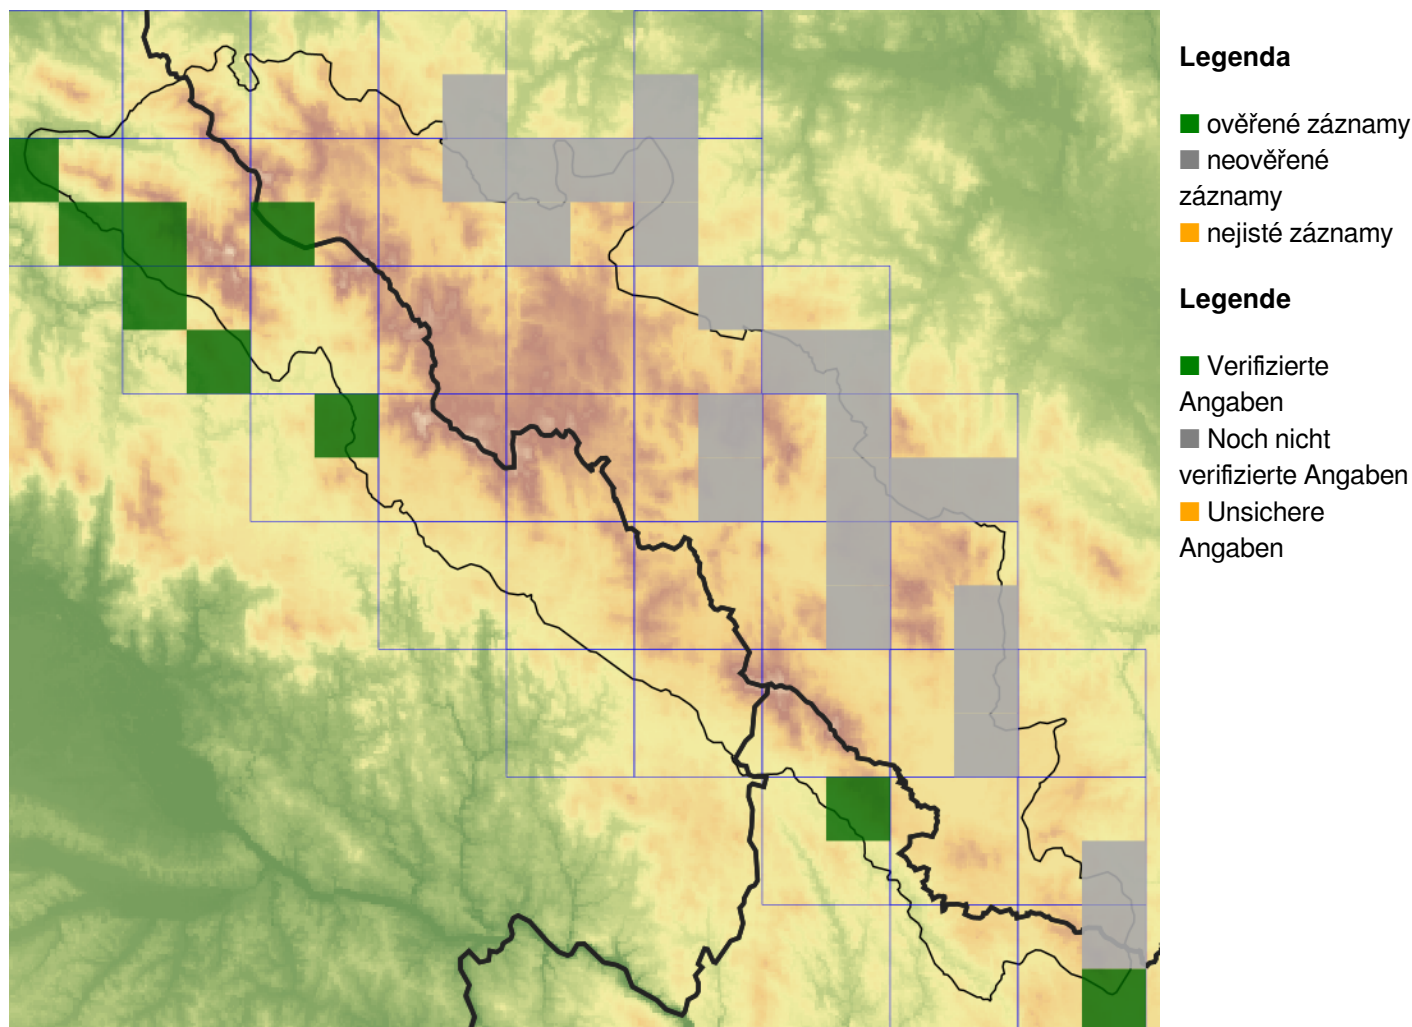 Legenda
ověřené záznamy
neověřené
záznamy
nejisté záznamy
Legende
Verifizierte
Angaben
Noch nicht
verifizierte Angaben
Unsichere
Angaben